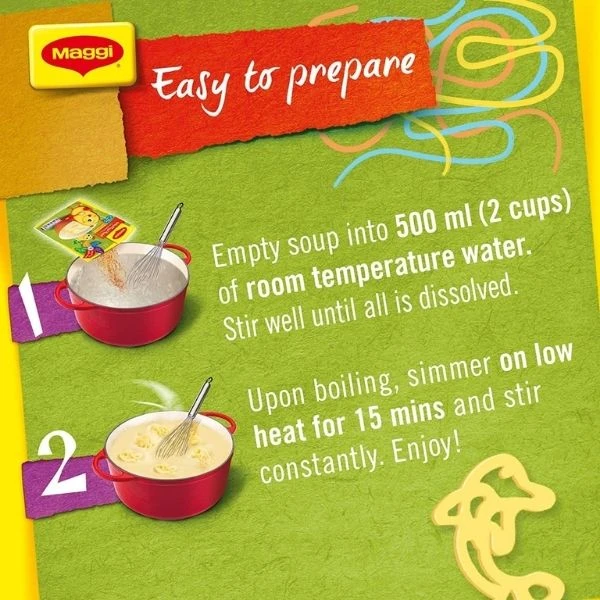 Maggi
Easy to prepare
1
Empty soup into 500 ml (2 cups)
of room temperature water.
Stir well until all is dissolved.
2
Upon boiling, simmer on low
heat for 15 mins and stir
constantly. Enjoy!